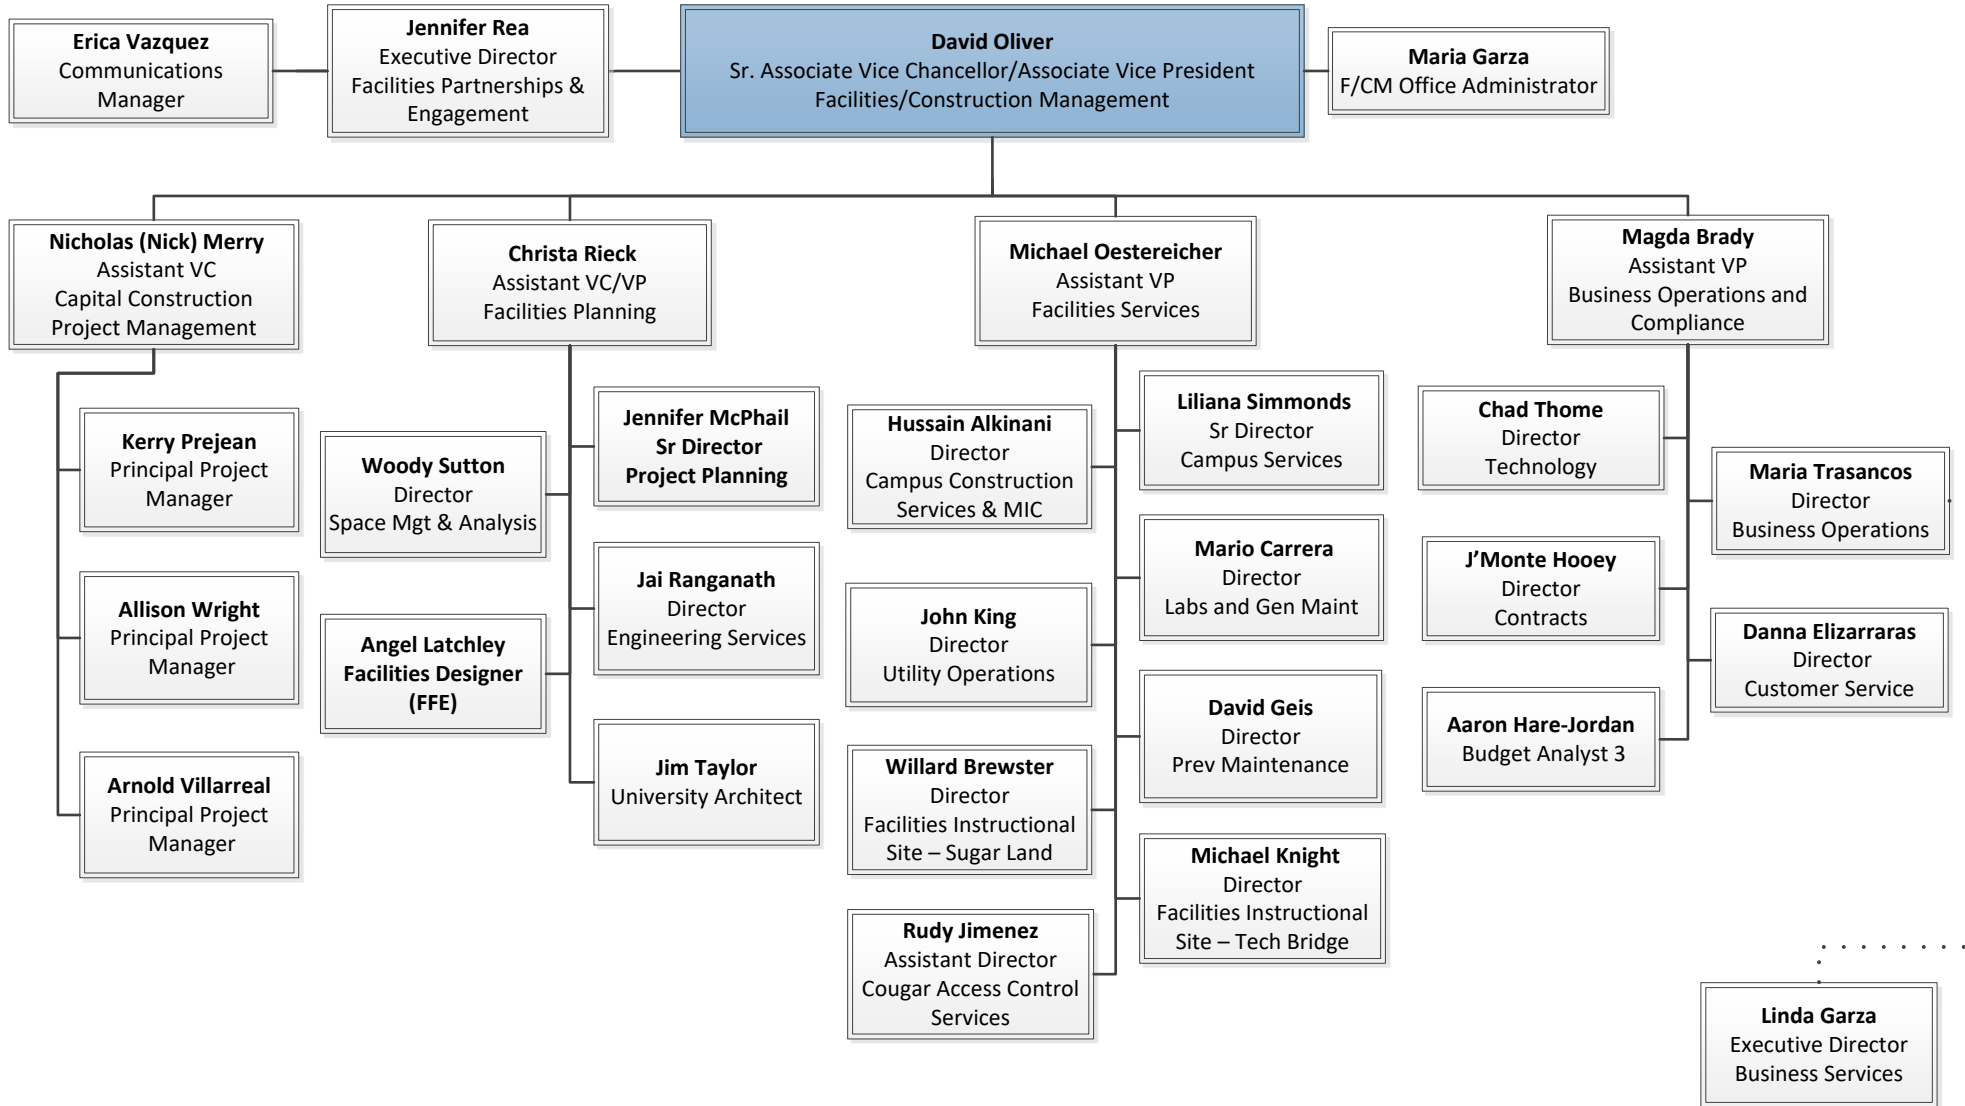 Erica Vazquez
Communications
Manager
Jennifer Rea
Executive Director
Facilities Partnerships &
Engagement
David Oliver
Sr. Associate Vice Chancellor/Associate Vice President
Facilities/Construction Management
Maria Garza
F/CM Office Administrator
Nicholas (Nick) Merry
Assistant VC
Capital Construction
Project Management
Christa Rieck
Assistant VC/VP
Facilities Planning
Michael Oestereicher
Assistant VP
Facilities Services
Magda Brady
Assistant VP
Business Operations and
Compliance
Kerry Prejean
Principal Project
Manager
Allison Wright
Principal Project
Manager
Arnold Villarreal
Principal Project
Manager
Woody Sutton
Director
Space Mgt & Analysis
Angel Latchley
Facilities Designer
(FFE)
Jennifer McPhail
Sr Director
Project Planning
Jai Ranganath
Director
Engineering Services
Jim Taylor
University Architect
Hussain Alkinani
Director
Campus Construction
Services & MIC
John King
Director
Utility Operations
Willard Brewster
Director
Facilities Instructional
Site – Sugar Land
Rudy Jimenez
Assistant Director
Cougar Access Control
Services
Liliana Simmonds
Sr Director
Campus Services
Mario Carrera
Director
Labs and Gen Maint
David Geis
Director
Prev Maintenance
Michael Knight
Director
Facilities Instructional
Site – Tech Bridge
Chad Thome
Director
Technology
J’Monte Hooey
Director
Contracts
Aaron Hare-Jordan
Budget Analyst 3
Maria Trasancos
Director
Business Operations
Danna Elizarraras
Director
Customer Service
Linda Garza
Executive Director
Business Services